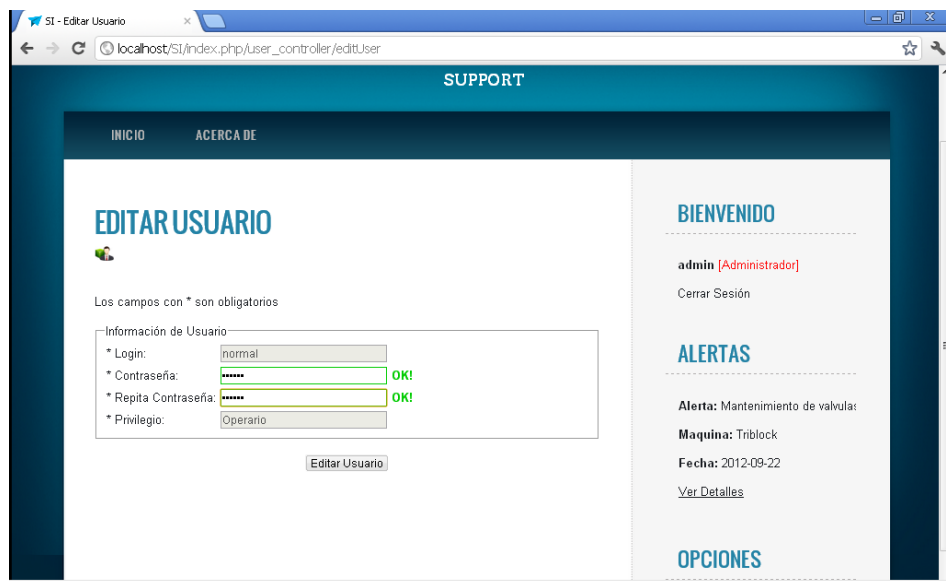 SI - Editar Usuario
localhost/SI/index.php/user_controller/editUser
SUPPORT
INICIO
ACERCA DE
EDITAR USUARIO
Los campos con * son obligatorios
Información de Usuario
* Login: normal
* Contraseña: •••••• OK!
* Repita Contraseña: •••••• OK!
* Privilegio: Operario
Editar Usuario
BIENVENIDO
admin [Administrador]
Cerrar Sesión
ALERTAS
Alerta: Mantenimiento de valvulas
Maquina: Triblock
Fecha: 2012-09-22
Ver Detalles
OPCIONES